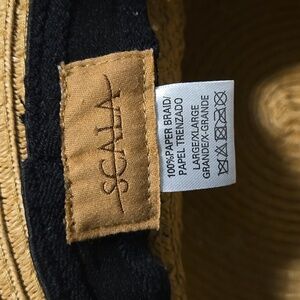 SCALA
100%PAPER BRAID/
PAPEL TRENZADO
LARGE/XLARGE
GRANDE/X-GRANDE